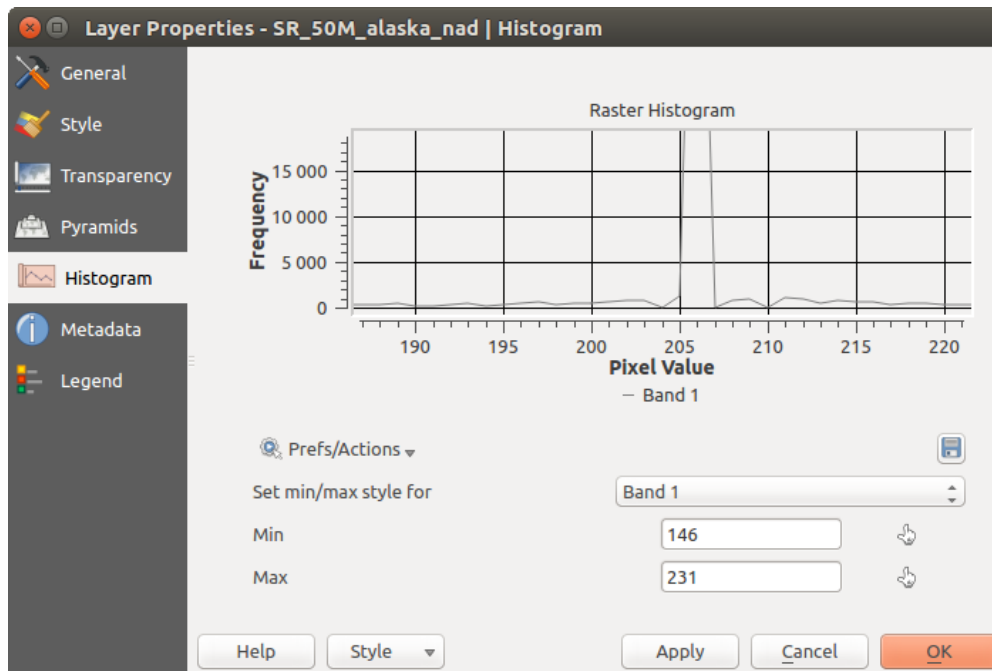 Layer Properties - SR_50M_alaska_nad | Histogram
General
Style
Transparency
Pyramids
Histogram
Metadata
Legend
Raster Histogram
Frequency
15 000
10 000
5 000
0
190 195 200 205 210 215 220
Pixel Value
Band 1
Prefs/Actions
Set min/max style for Band 1
Min 146
Max 231
Help Style Apply Cancel OK